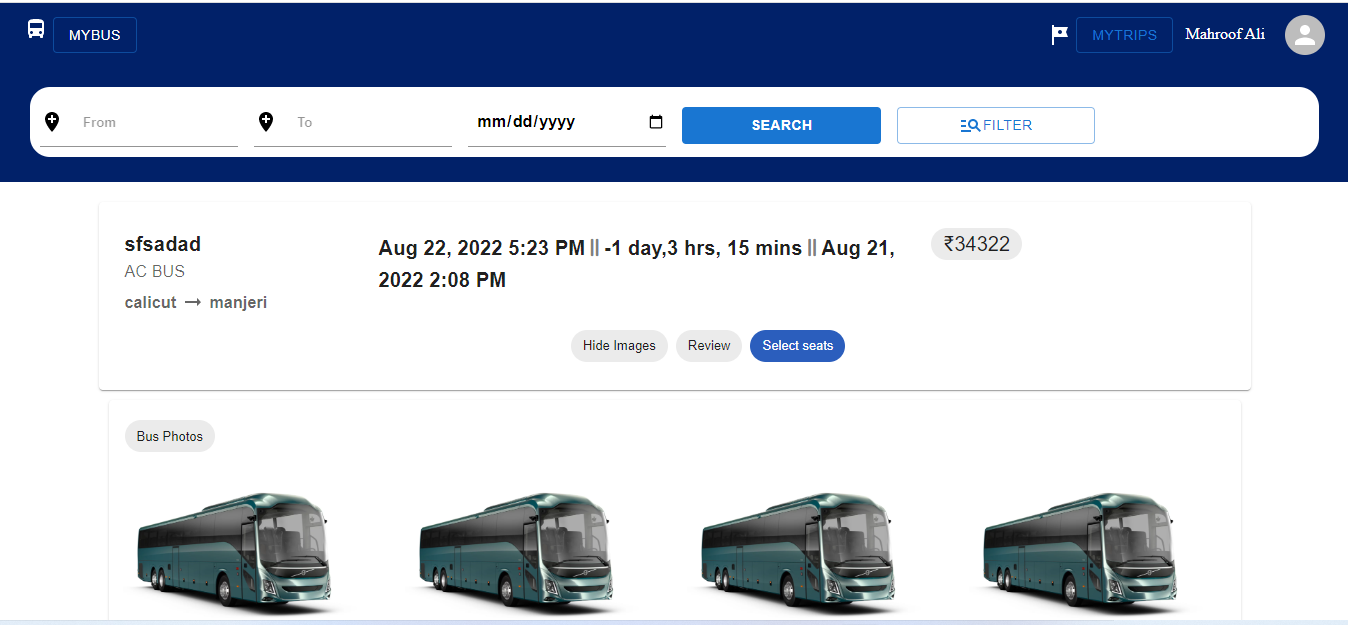 MYBUS
MYTRIPS Mahroof Ali
From To mm/dd/yyyy SEARCH FILTER
sfsadad
AC BUS
calicut → manjeri
Aug 22, 2022 5:23 PM || -1 day,3 hrs, 15 mins || Aug 21,
2022 2:08 PM
₹34322
Hide Images Review Select seats
Bus Photos